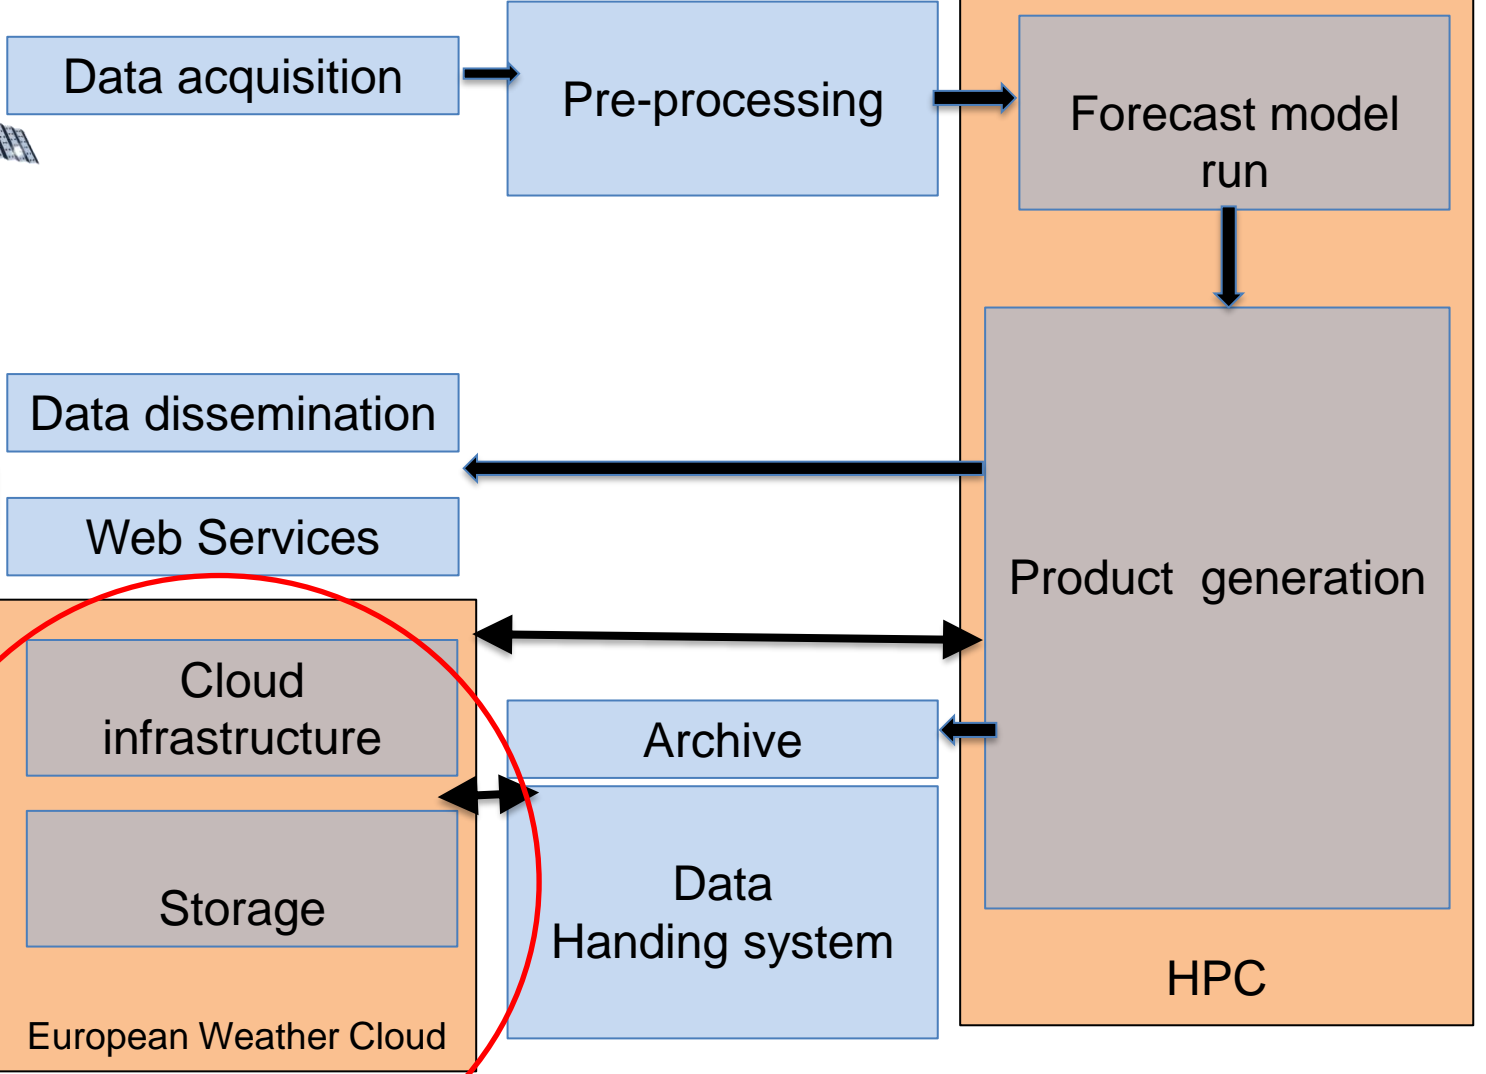 Data acquisition
Pre-processing
Forecast model
run
Data dissemination
Web Services
Product generation
Cloud
infrastructure
Archive
Storage
Data
Handing system
HPC
European Weather Cloud